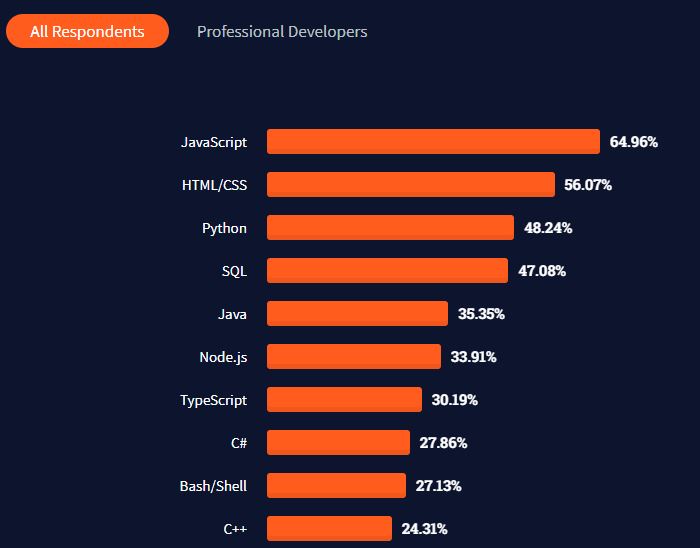 All Respondents Professional Developers
JavaScript 64.96%
HTML/CSS 56.07%
Python 48.24%
SQL 47.08%
Java 35.35%
Node.js 33.91%
TypeScript 30.19%
C# 27.86%
Bash/Shell 27.13%
C++ 24.31%